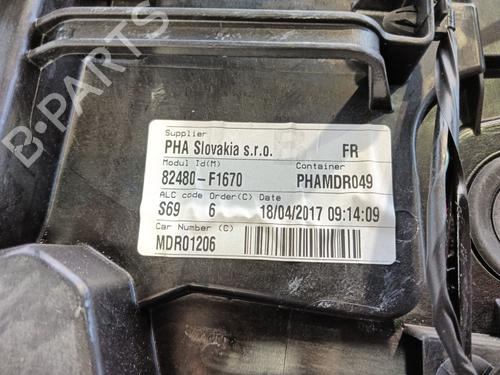 Supplier
PHA Slovakia s.r.o. FR
Modul Id(M) Container
82480-F1670 PHAMDR049
ALC code Order(C) Date
S69 6 18/04/2017 09:14:09
Car Number (C)
MDR01206
B-PARTS